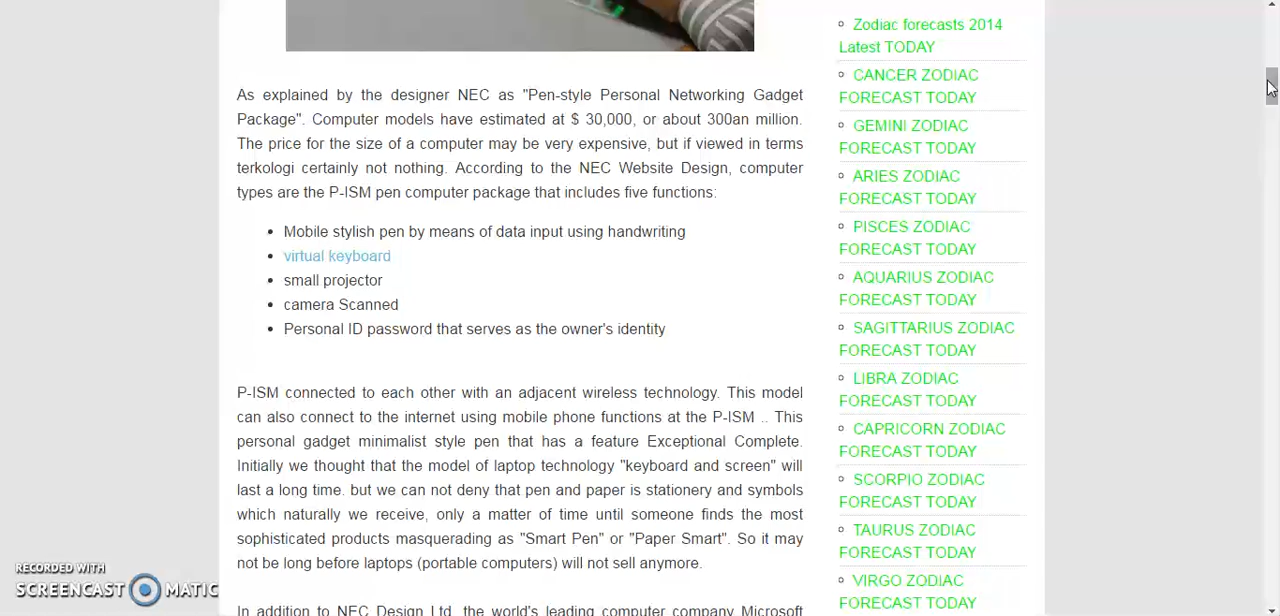 As explained by the designer NEC as "Pen-style Personal Networking Gadget
Package". Computer models have estimated at $ 30,000, or about 300an million.
The price for the size of a computer may be very expensive, but if viewed in terms
terkologi certainly not nothing. According to the NEC Website Design, computer
types are the P-ISM pen computer package that includes five functions:
Mobile stylish pen by means of data input using handwriting
virtual keyboard
small projector
camera Scanned
Personal ID password that serves as the owner's identity
P-ISM connected to each other with an adjacent wireless technology. This model
can also connect to the internet using mobile phone functions at the P-ISM .. This
personal gadget minimalist style pen that has a feature Exceptional Complete.
Initially we thought that the model of laptop technology "keyboard and screen" will
last a long time. but we can not deny that pen and paper is stationery and symbols
which naturally we receive, only a matter of time until someone finds the most
sophisticated products masquerading as "Smart Pen" or "Paper Smart". So it may
not be long before laptops (portable computers) will not sell anymore.
In addition to NEC Design Ltd, the world's leading computer company Microsoft
Zodiac forecasts 2014
Latest TODAY
CANCER ZODIAC
FORECAST TODAY
GEMINI ZODIAC
FORECAST TODAY
ARIES ZODIAC
FORECAST TODAY
PISCES ZODIAC
FORECAST TODAY
AQUARIUS ZODIAC
FORECAST TODAY
SAGITTARIUS ZODIAC
FORECAST TODAY
LIBRA ZODIAC
FORECAST TODAY
CAPRICORN ZODIAC
FORECAST TODAY
SCORPIO ZODIAC
FORECAST TODAY
TAURUS ZODIAC
FORECAST TODAY
VIRGO ZODIAC
FORECAST TODAY
RECORDED WITH
SCREENCAST MATIC